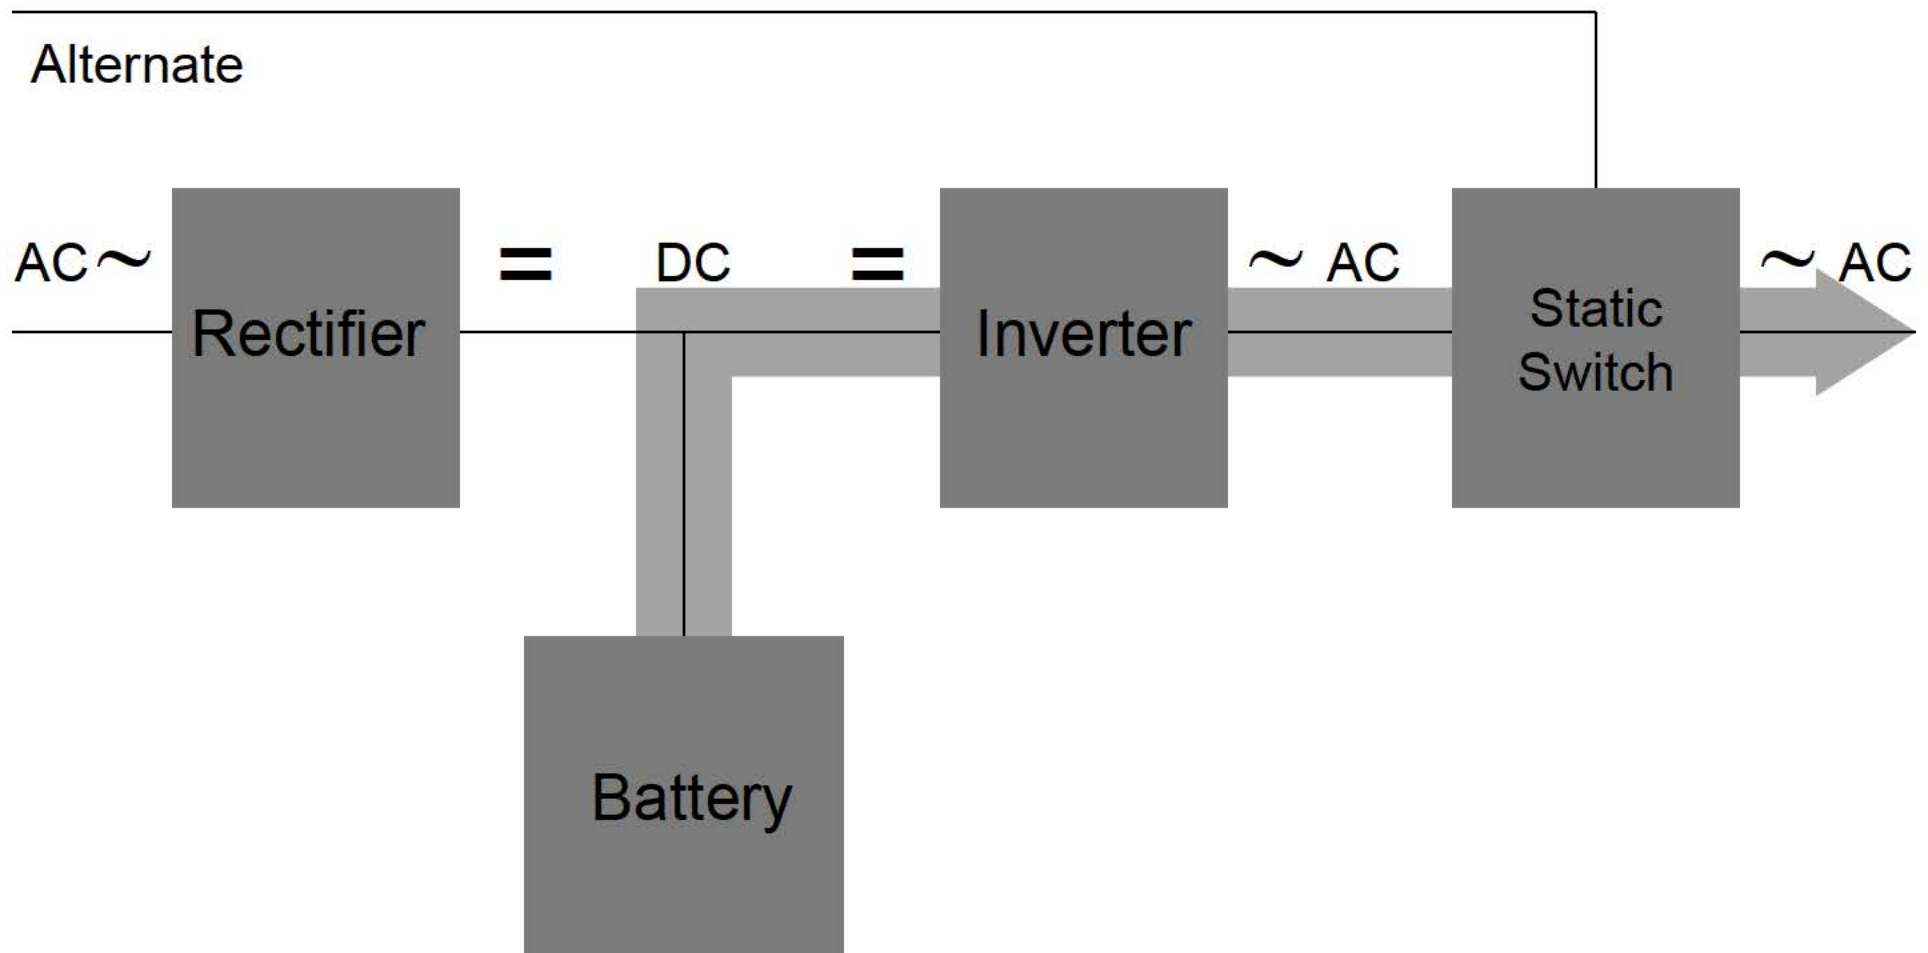 Alternate
AC ~ = DC = ~ AC ~ AC
Rectifier
Inverter
Static
Switch
Battery